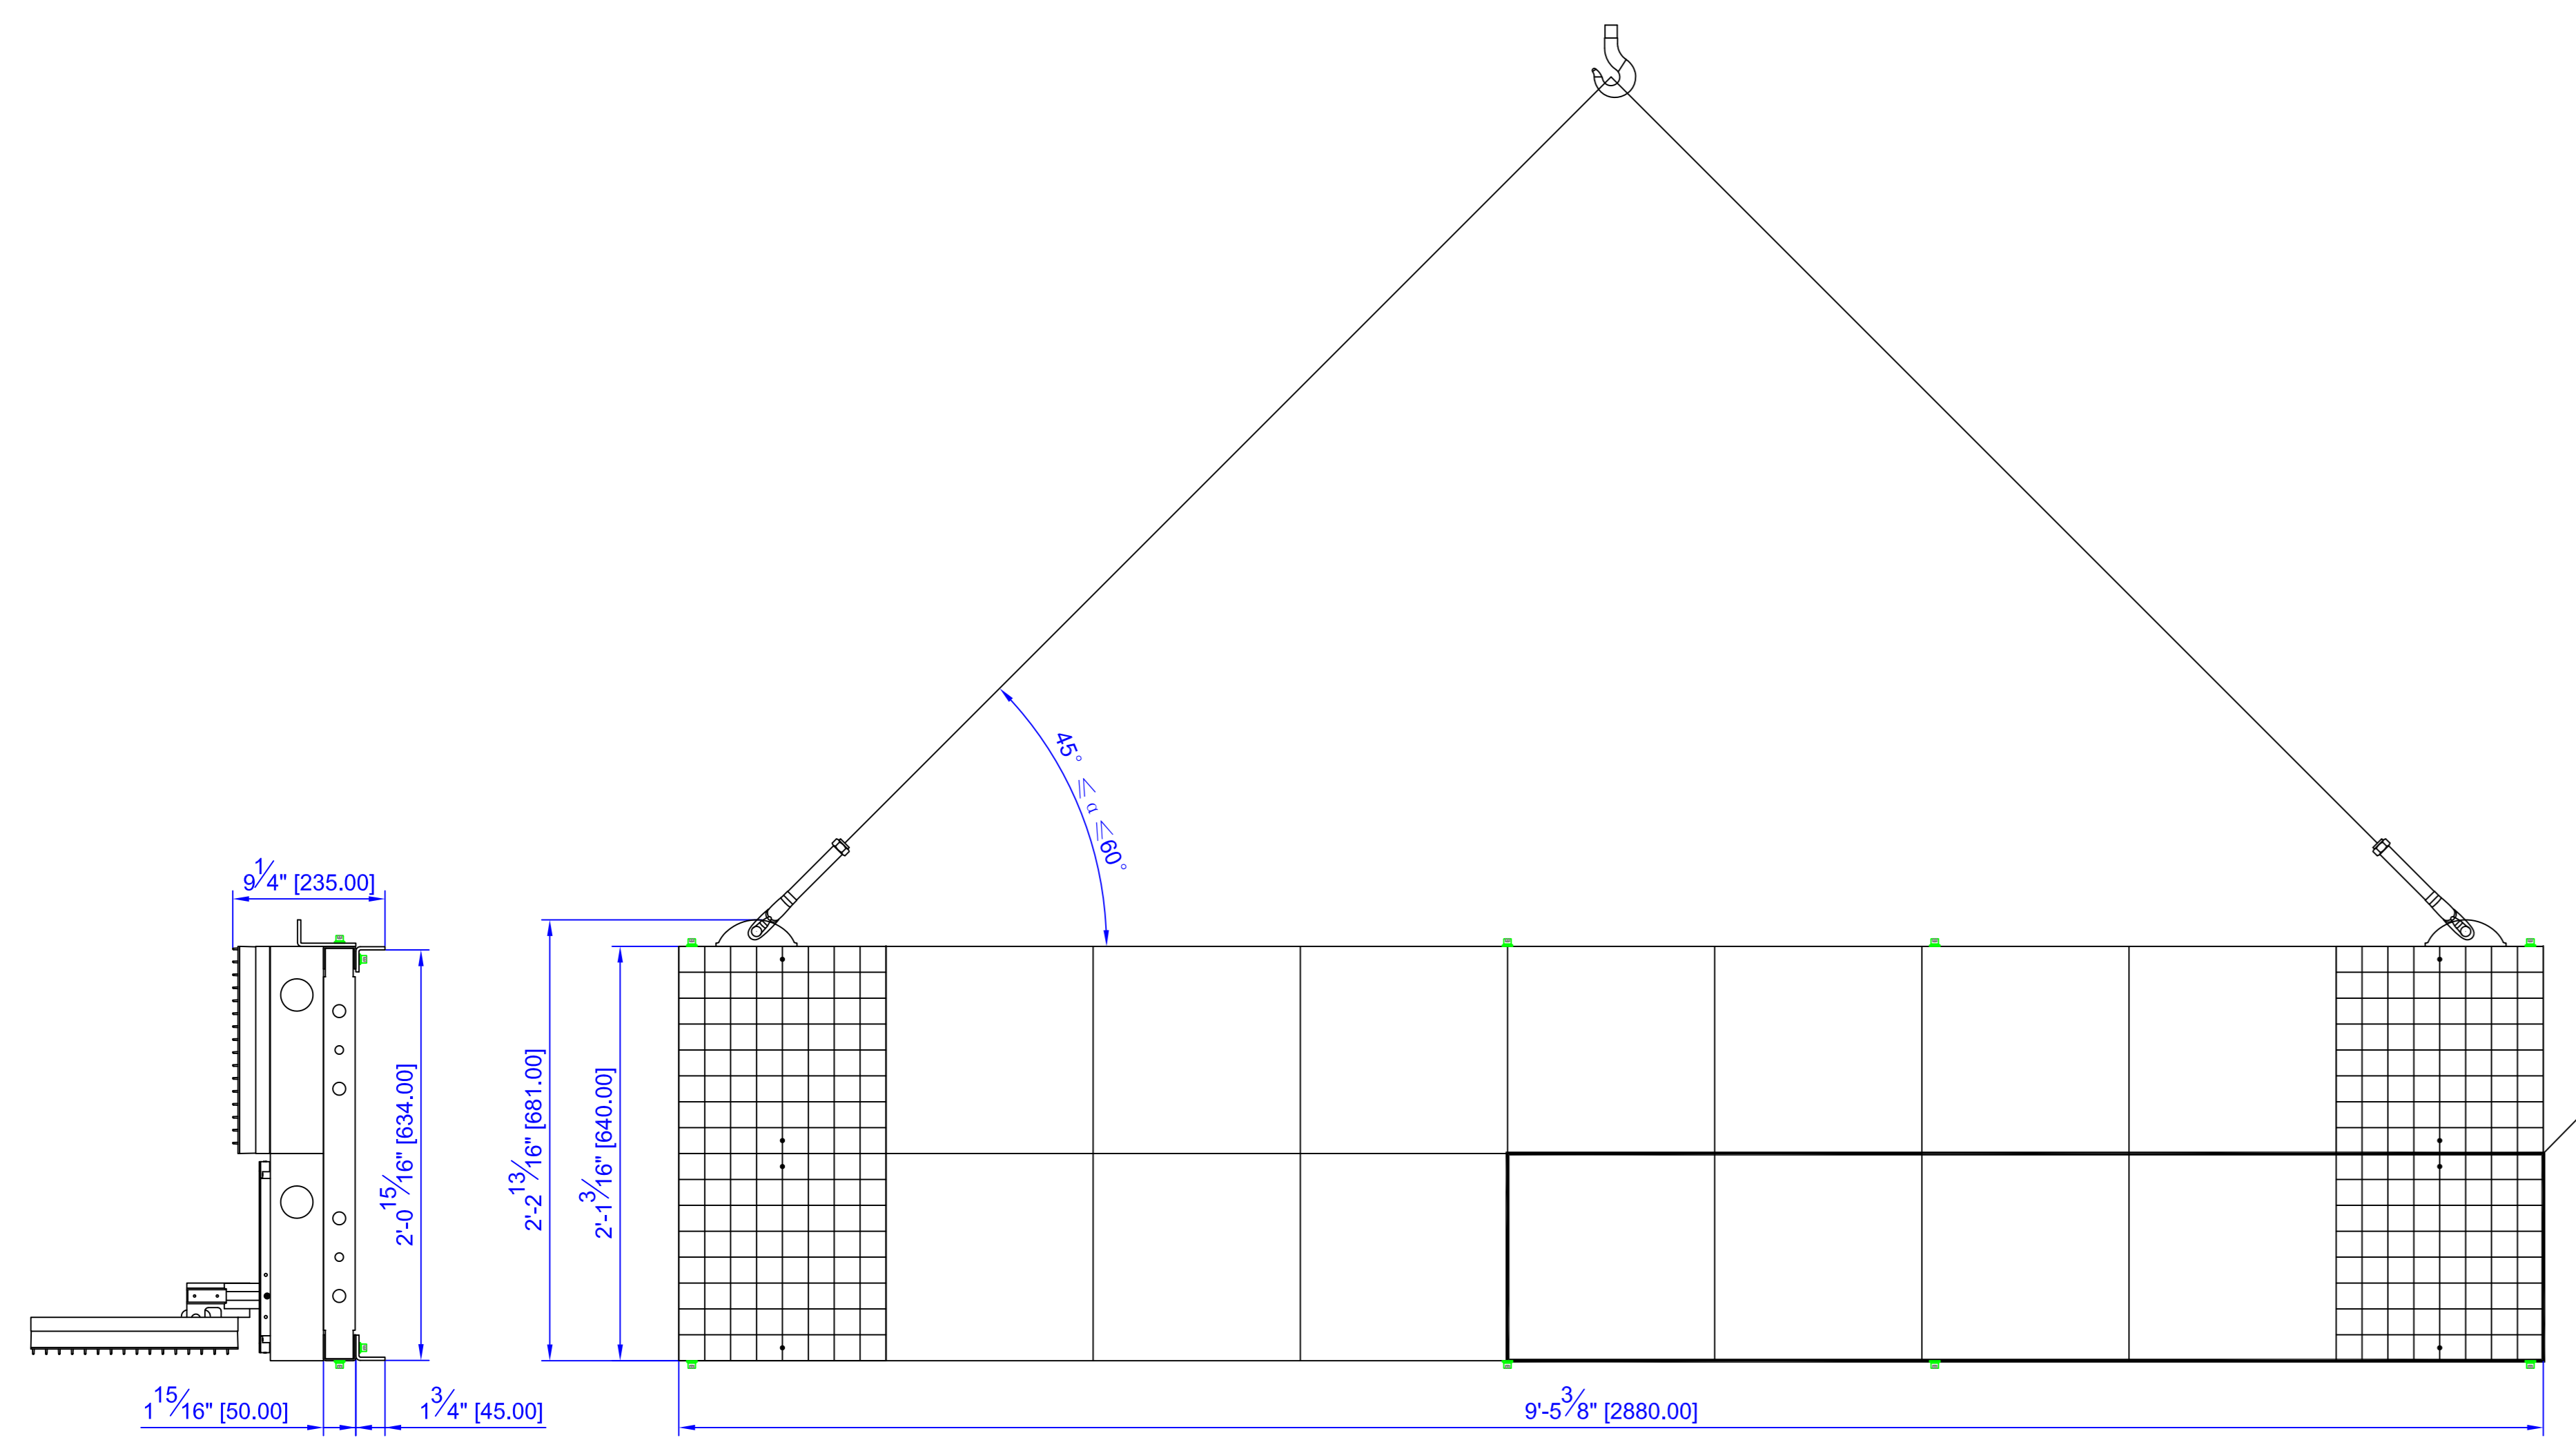 45° ≤ α ≤60°
9 1/4" [235.00]
2'-0 15/16" [634.00]
2'-2 13/16" [681.00]
2'-1 3/16" [640.00]
1 15/16" [50.00]
1 3/4" [45.00]
9'-5 3/8" [2880.00]